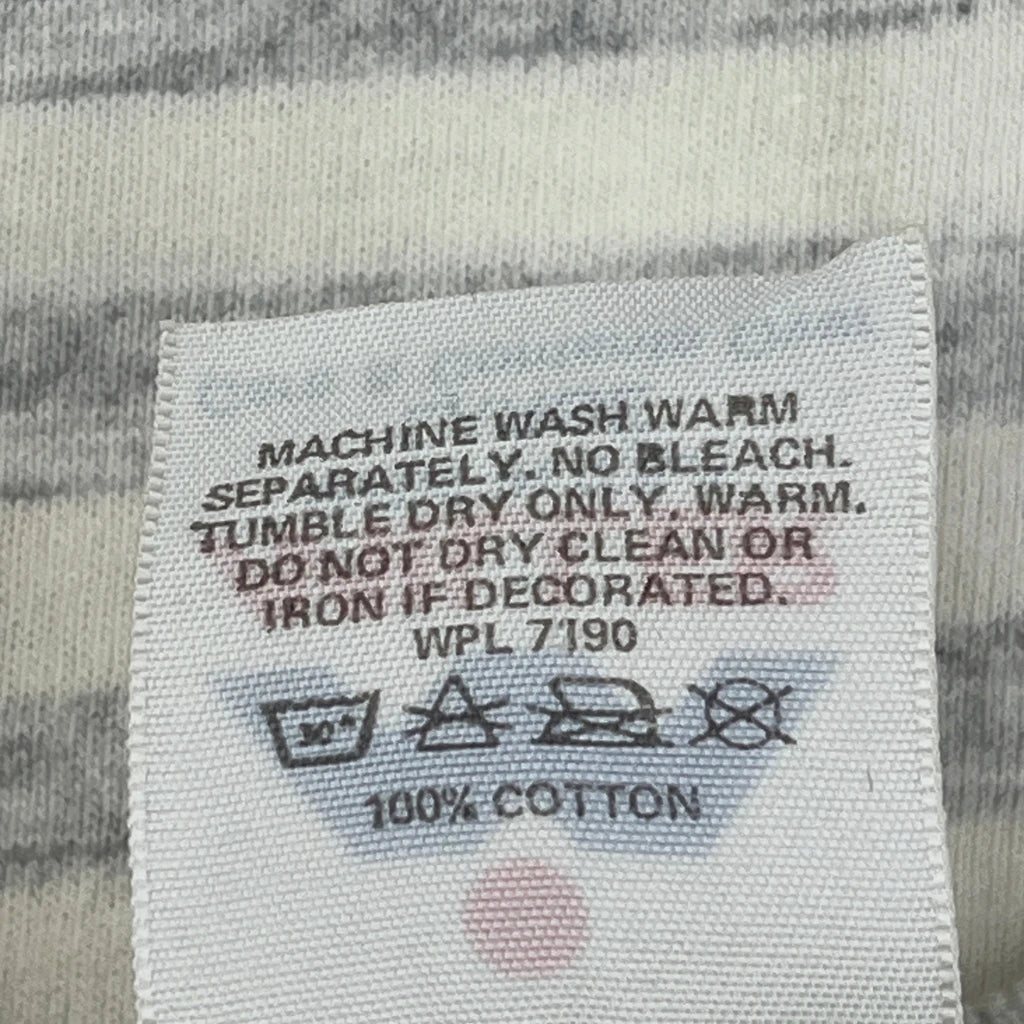 MACHINE WASH WARM
SEPARATELY. NO BLEACH.
TUMBLE DRY ONLY. WARM.
DO NOT DRY CLEAN OR
IRON IF DECORATED.
WPL 7190
100% COTTON